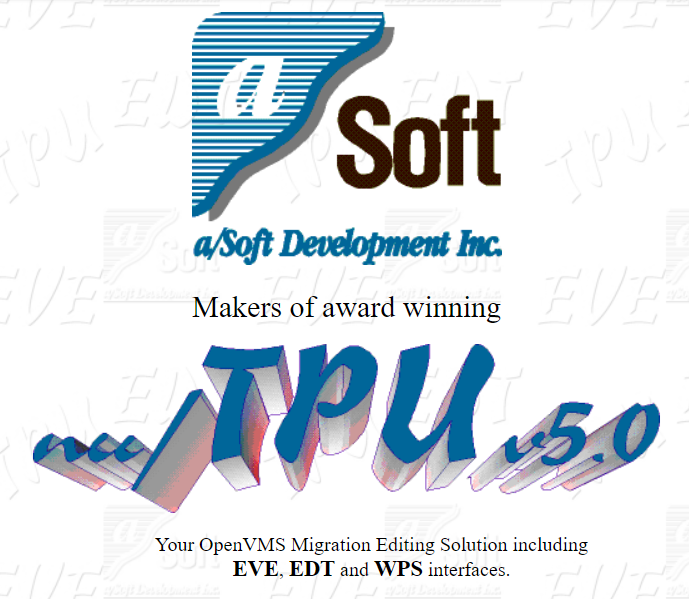 a Soft
a/Soft Development Inc.
Makers of award winning
nu/TPU v5.0
Your OpenVMS Migration Editing Solution including
EVE, EDT and WPS interfaces.